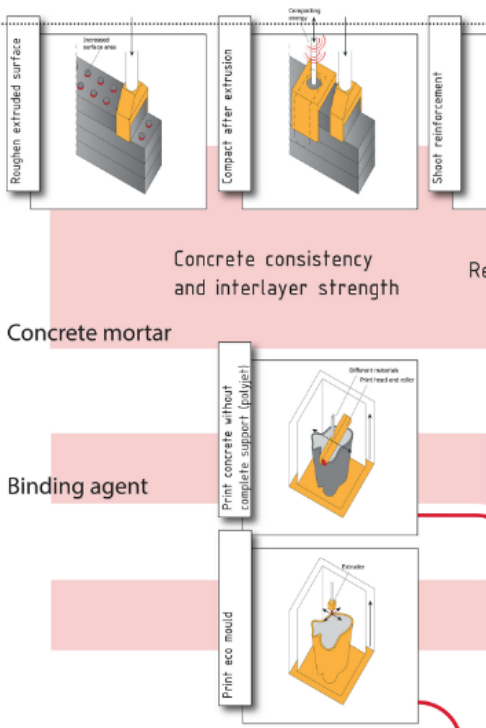 Roughen extruded surface
Increased
surface area
Compact after extrusion
Compacting
energy
Shoot reinforcement
Concrete consistency
and interlayer strength
Re
Concrete mortar
Print concrete without
complete support (polyjet)
Different materials
Print head and roller
Binding agent
Print eco mould
Extruder